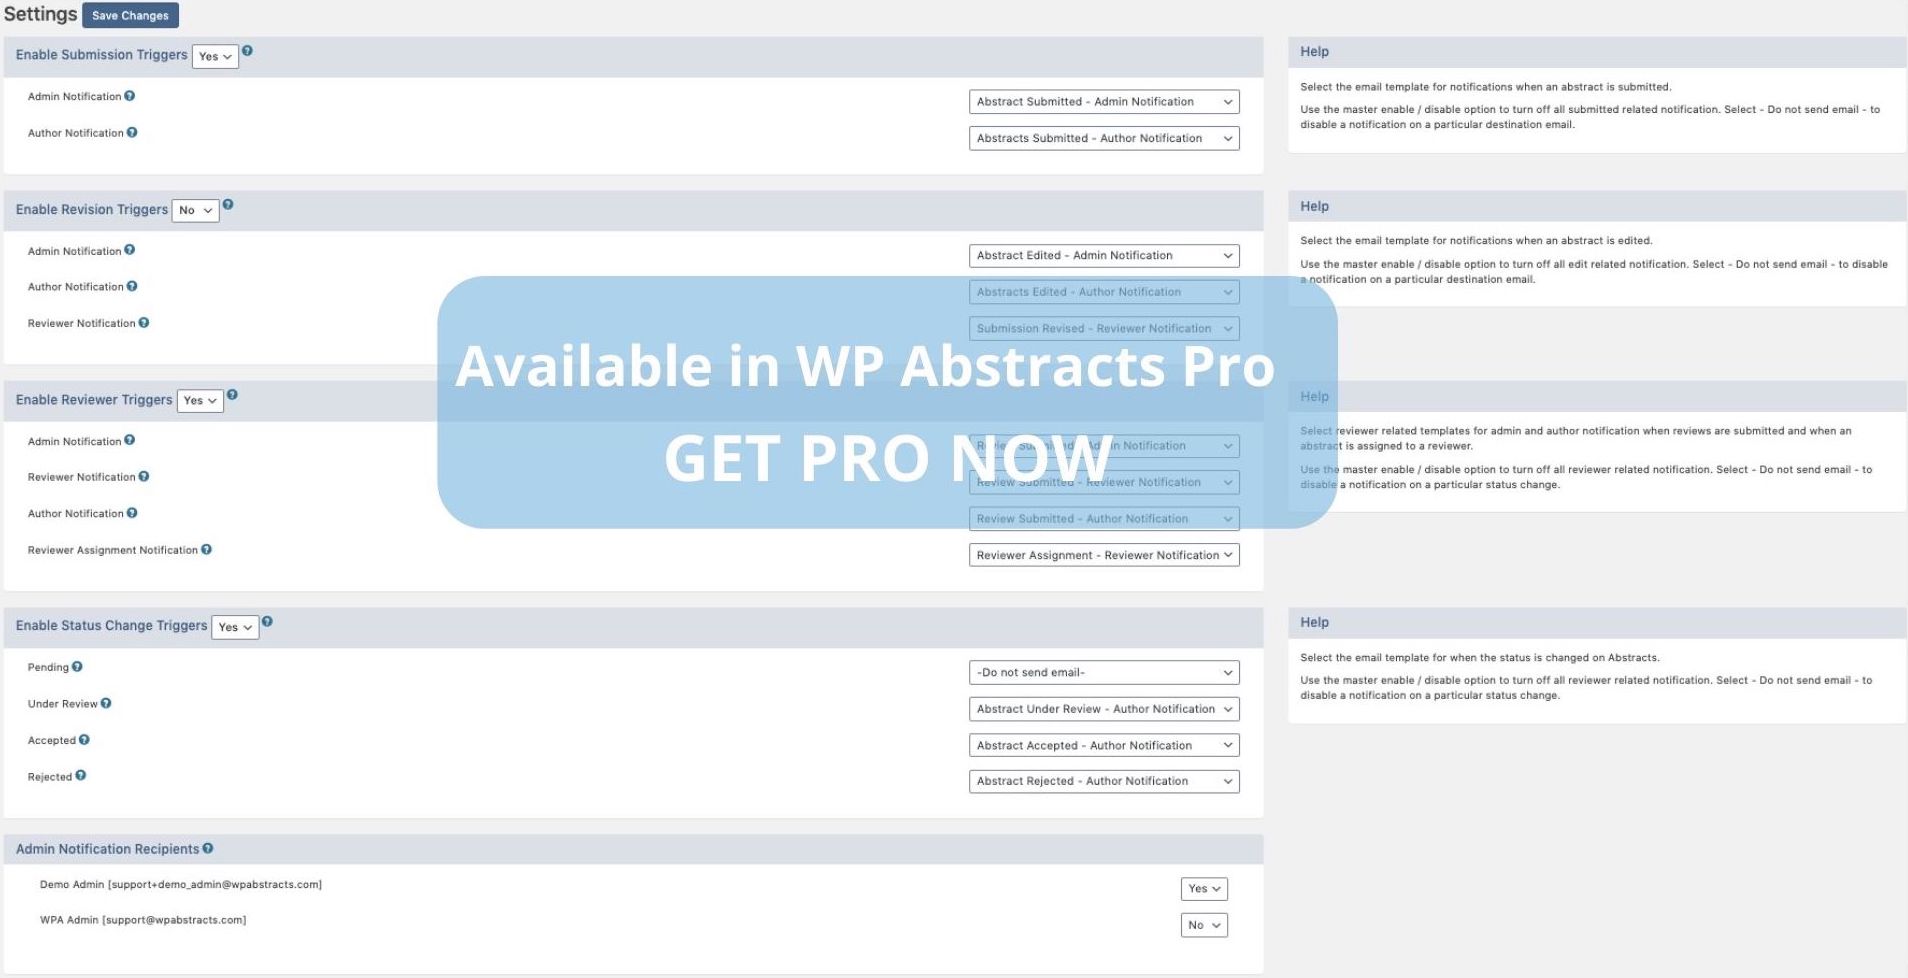 Settings Save Changes
Enable Submission Triggers Yes
Admin Notification
Abstract Submitted - Admin Notification
Author Notification
Abstracts Submitted - Author Notification
Help
Select the email template for notifications when an abstract is submitted.
Use the master enable / disable option to turn off all submitted related notification. Select - Do not send email - to
disable a notification on a particular destination email.
Enable Revision Triggers No
Admin Notification
Abstract Edited - Admin Notification
Author Notification
Abstracts Edited - Author Notification
Reviewer Notification
Submission Revised - Reviewer Notification
Help
Select the email template for notifications when an abstract is edited.
Use the master enable / disable option to turn off all edit related notification. Select - Do not send email - to disable
a notification on a particular destination email.
Available in WP Abstracts Pro
GET PRO NOW
Enable Reviewer Triggers Yes
Admin Notification
Review Submitted - Admin Notification
Reviewer Notification
Review Submitted - Reviewer Notification
Author Notification
Review Submitted - Author Notification
Reviewer Assignment Notification
Reviewer Assignment - Reviewer Notification
Help
Select reviewer related templates for admin and author notification when reviews are submitted and when an
abstract is assigned to a reviewer.
Use the master enable / disable option to turn off all reviewer related notification. Select - Do not send email - to
disable a notification on a particular status change.
Enable Status Change Triggers Yes
Pending
-Do not send email-
Under Review
Abstract Under Review - Author Notification
Accepted
Abstract Accepted - Author Notification
Rejected
Abstract Rejected - Author Notification
Help
Select the email template for when the status is changed on Abstracts.
Use the master enable / disable option to turn off all reviewer related notification. Select - Do not send email - to
disable a notification on a particular status change.
Admin Notification Recipients
Demo Admin [support+demo_admin@wpabstracts.com]
Yes
WPA Admin [support@wpabstracts.com]
No